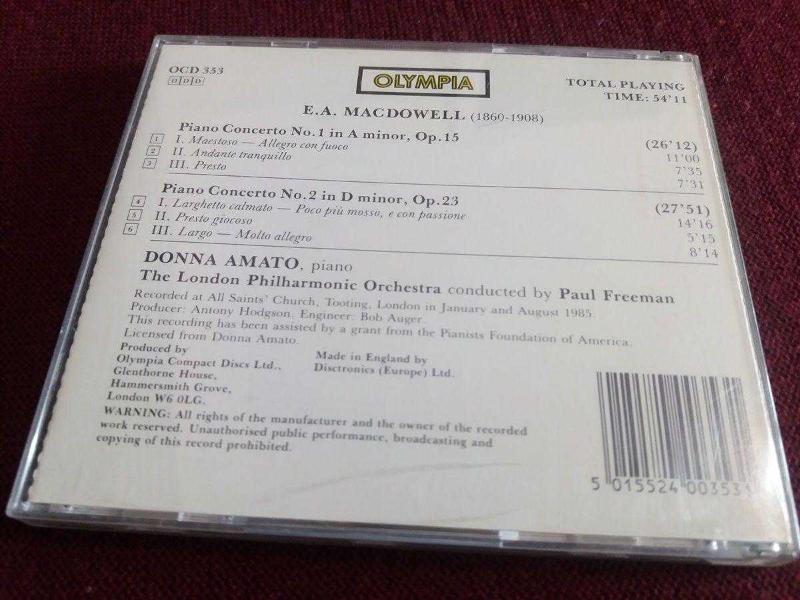 OCD 353
DDD
OLYMPIA
TOTAL PLAYING
TIME: 54'11
E.A. MACDOWELL (1860-1908)
Piano Concerto No. 1 in A minor, Op. 15 (26'12)
1 I. Maestoso — Allegro con fuoco 11'00
2 II. Andante tranquillo 7'35
3 III. Presto 7'31
Piano Concerto No. 2 in D minor, Op. 23 (27'51)
4 I. Larghetto calmato — Poco più mosso, e con passione 14'16
5 II. Presto giocoso 5'15
6 III. Largo — Molto allegro 8'14
DONNA AMATO, piano
The London Philharmonic Orchestra conducted by Paul Freeman
Recorded at All Saints' Church, Tooting, London in January and August 1985.
Producer: Antony Hodgson. Engineer: Bob Auger.
This recording has been assisted by a grant from the Pianists Foundation of America.
Licensed from Donna Amato.
Produced by
Olympia Compact Discs Ltd.,
Glenthorne House,
Hammersmith Grove,
London W6 0LG.
Made in England by
Disctronics (Europe) Ltd.
WARNING: All rights of the manufacturer and the owner of the recorded
work reserved. Unauthorised public performance, broadcasting and
copying of this record prohibited.
5 015524 003531